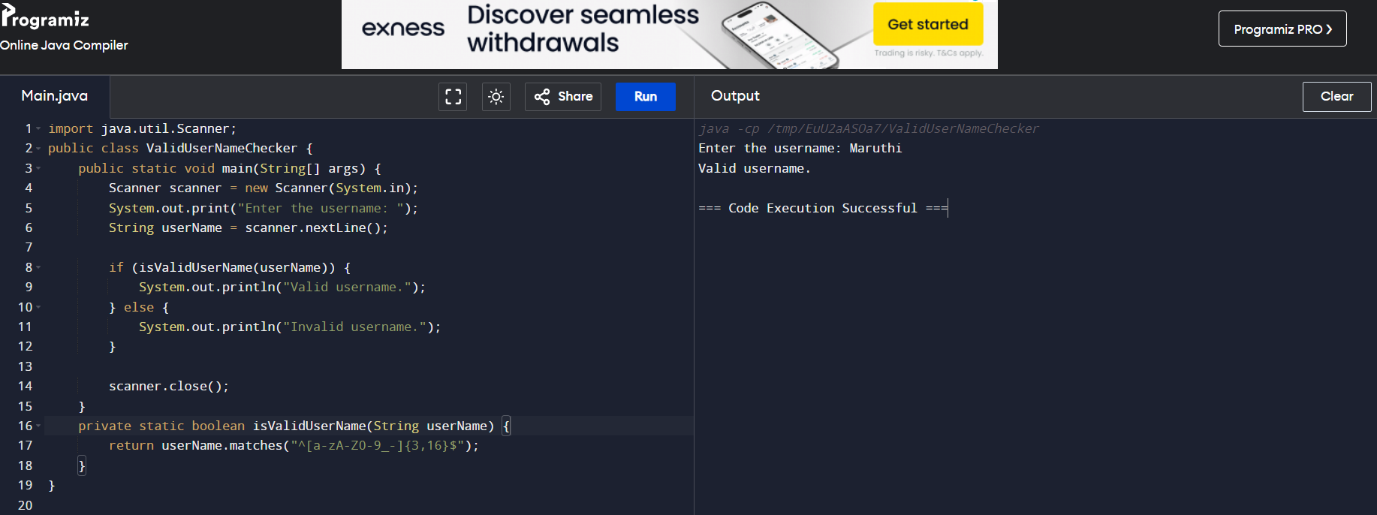 Programiz
Online Java Compiler
exness
Discover seamless
withdrawals
Get started
Trading is risky. T&Cs apply.
Programiz PRO
Main.java
Share
Run
Output
Clear
1 import java.util.Scanner;
2 public class ValidUserNameChecker {
3     public static void main(String[] args) {
4         Scanner scanner = new Scanner(System.in);
5         System.out.print("Enter the username: ");
6         String userName = scanner.nextLine();
7
8         if (isValidUserName(userName)) {
9             System.out.println("Valid username.");
10         } else {
11             System.out.println("Invalid username.");
12         }
13
14         scanner.close();
15     }
16     private static boolean isValidUserName(String userName) {
17         return userName.matches("^[a-zA-Z0-9_-]{3,16}$");
18     }
19 }
20
java -cp /tmp/EuU2aASOa7/ValidUserNameChecker
Enter the username: Maruthi
Valid username.
=== Code Execution Successful ===